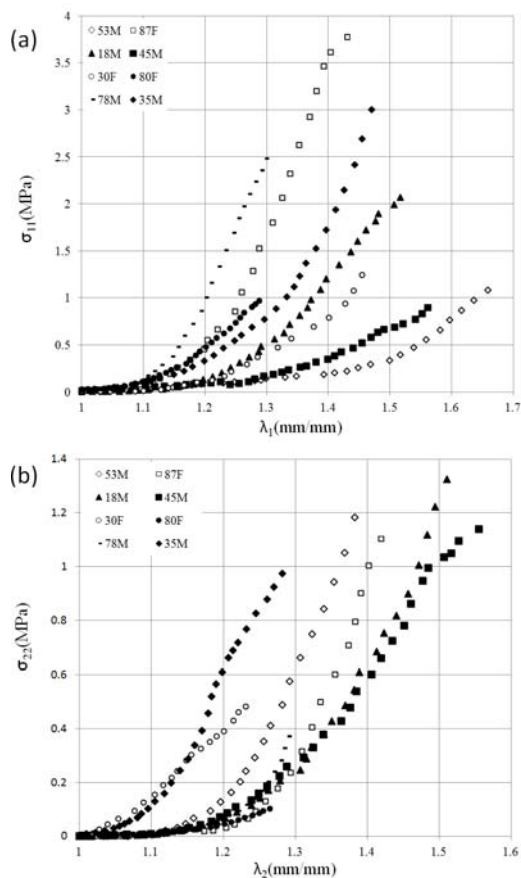 (a)
53M 87F
18M 45M
30F 80F
78M 35M
4
3.5
3
2.5
2
1.5
1
0.5
0
σ11(MPa)
1 1.1 1.2 1.3 1.4 1.5 1.6 1.7
λ1(mm/mm)
(b)
53M 87F
18M 45M
30F 80F
78M 35M
1.4
1.2
1
0.8
0.6
0.4
0.2
0
σ22(MPa)
1 1.1 1.2 1.3 1.4 1.5 1.6
λ2(mm/mm)